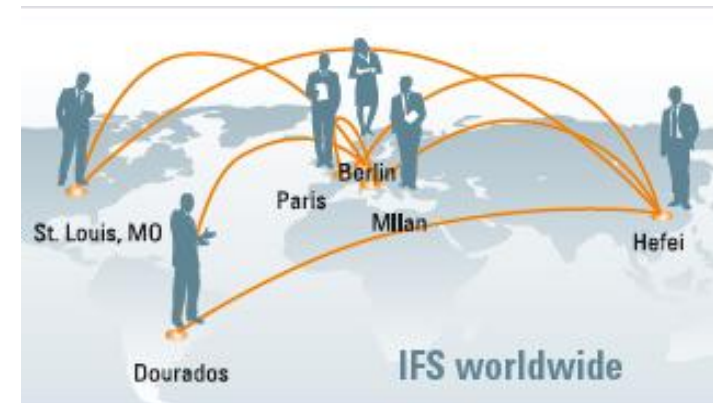 Berlin
Paris
Milan
St. Louis, MO
Hefei
Dourados
IFS worldwide